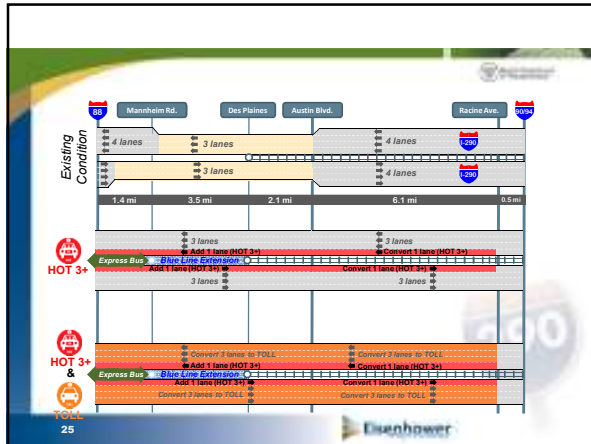 88
Mannheim Rd.
Des Plaines
Austin Blvd.
Racine Ave.
90/94
Existing
Condition
4 lanes
3 lanes
4 lanes
I-290
3 lanes
4 lanes
I-290
1.4 mi
3.5 mi
2.1 mi
6.1 mi
0.5 mi
3 lanes
3 lanes
Add 1 lane (HOT 3+)
Convert 1 lane (HOT 3+)
HOT 3+
Express Bus
Blue Line Extension
Add 1 lane (HOT 3+)
Convert 1 lane (HOT 3+)
3 lanes
3 lanes
Convert 3 lanes to TOLL
Convert 3 lanes to TOLL
Add 1 lane (HOT 3+)
Convert 1 lane (HOT 3+)
HOT 3+
&
TOLL
Express Bus
Blue Line Extension
Add 1 lane (HOT 3+)
Convert 1 lane (HOT 3+)
Convert 3 lanes to TOLL
Convert 3 lanes to TOLL
290
25
Eisenhower